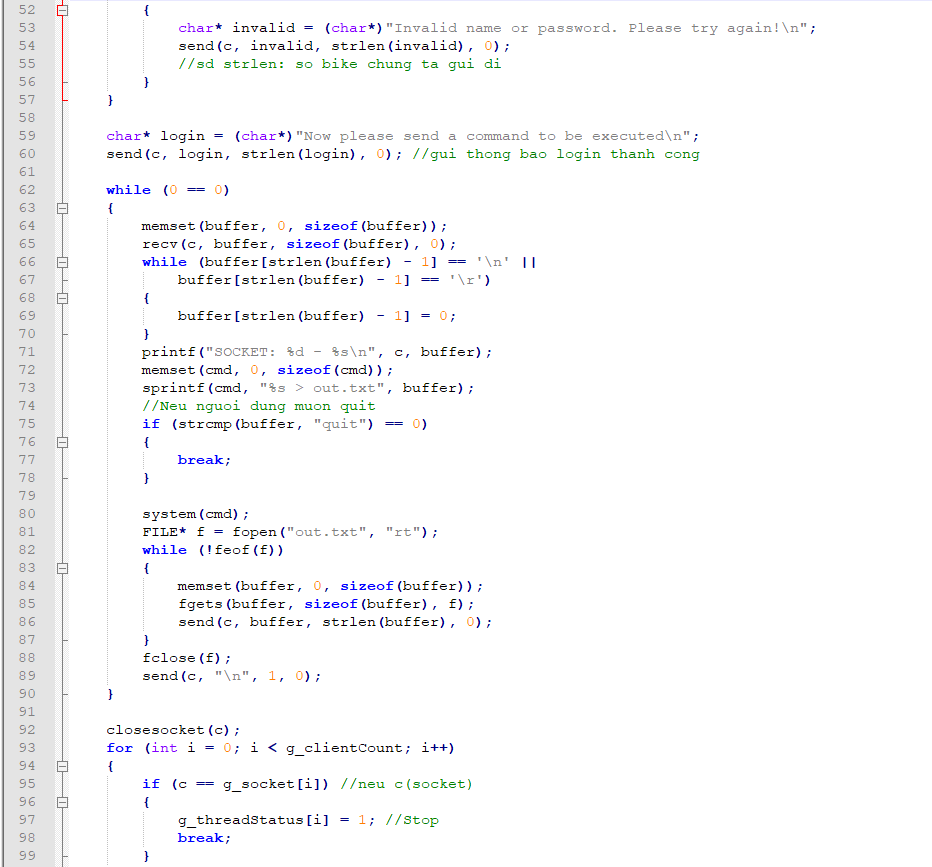 52 {
53 char* invalid = (char*)"Invalid name or password. Please try again!\n";
54 send(c, invalid, strlen(invalid), 0);
55 //sd strlen: so bike chung ta gui di
56 }
57 }
58
59 char* login = (char*)"Now please send a command to be executed\n";
60 send(c, login, strlen(login), 0); //gui thong bao login thanh cong
61
62 while (0 == 0)
63 {
64 memset(buffer, 0, sizeof(buffer));
65 recv(c, buffer, sizeof(buffer), 0);
66 while (buffer[strlen(buffer) - 1] == '\n' ||
67 buffer[strlen(buffer) - 1] == '\r')
68 {
69 buffer[strlen(buffer) - 1] = 0;
70 }
71 printf("SOCKET: %d - %s\n", c, buffer);
72 memset(cmd, 0, sizeof(cmd));
73 sprintf(cmd, "%s > out.txt", buffer);
74 //Neu nguoi dung muon quit
75 if (strcmp(buffer, "quit") == 0)
76 {
77 break;
78 }
79
80 system(cmd);
81 FILE* f = fopen("out.txt", "rt");
82 while (!feof(f))
83 {
84 memset(buffer, 0, sizeof(buffer));
85 fgets(buffer, sizeof(buffer), f);
86 send(c, buffer, strlen(buffer), 0);
87 }
88 fclose(f);
89 send(c, "\n", 1, 0);
90 }
91
92 closesocket(c);
93 for (int i = 0; i < g_clientCount; i++)
94 {
95 if (c == g_socket[i]) //neu c(socket)
96 {
97 g_threadStatus[i] = 1; //Stop
98 break;
99 }